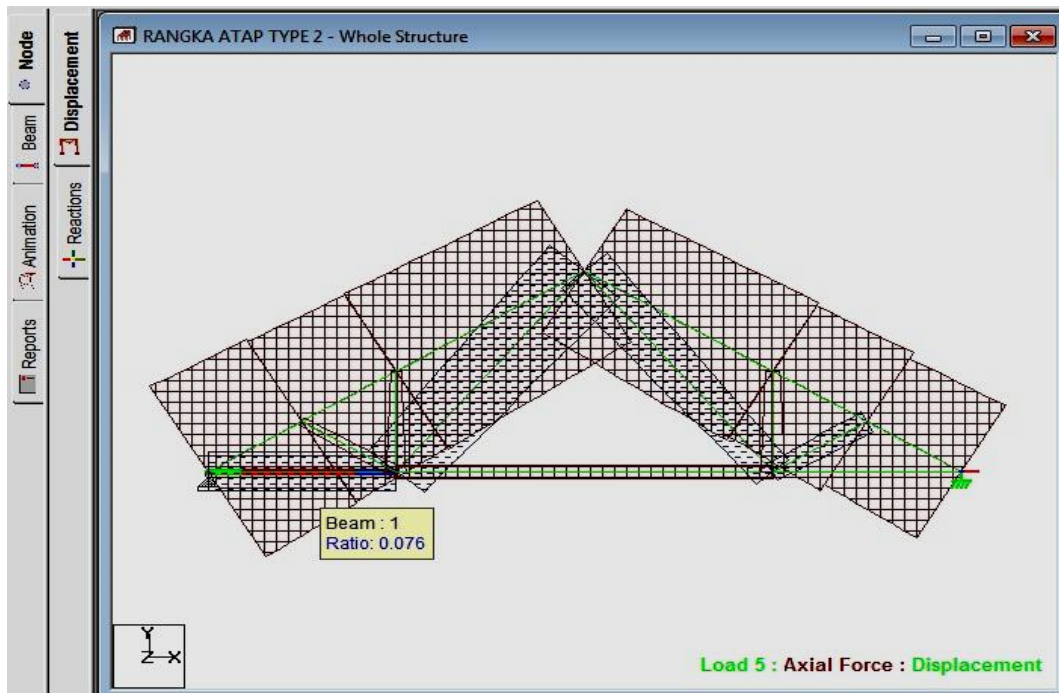 RANGKA ATAP TYPE 2 - Whole Structure
Node
Beam
Animation
Reports
Displacement
Reactions
Beam : 1
Ratio: 0.076
Y
Z X
Load 5 : Axial Force : Displacement